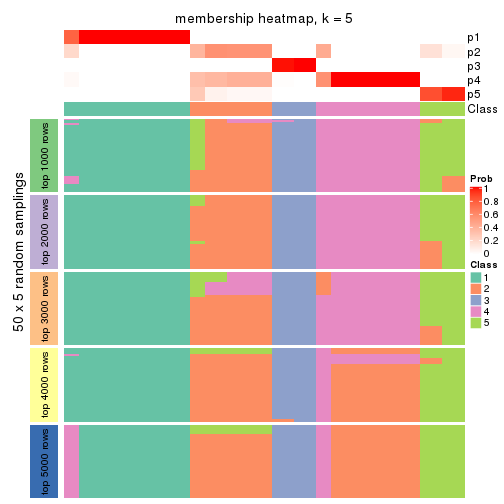 membership heatmap, k = 5
p1
p2
p3
p4
p5
Class
50 x 5 random samplings
top 1000 rows
top 2000 rows
top 3000 rows
top 4000 rows
top 5000 rows
Prob
1
0.8
0.6
0.4
0.2
0
Class
1
2
3
4
5